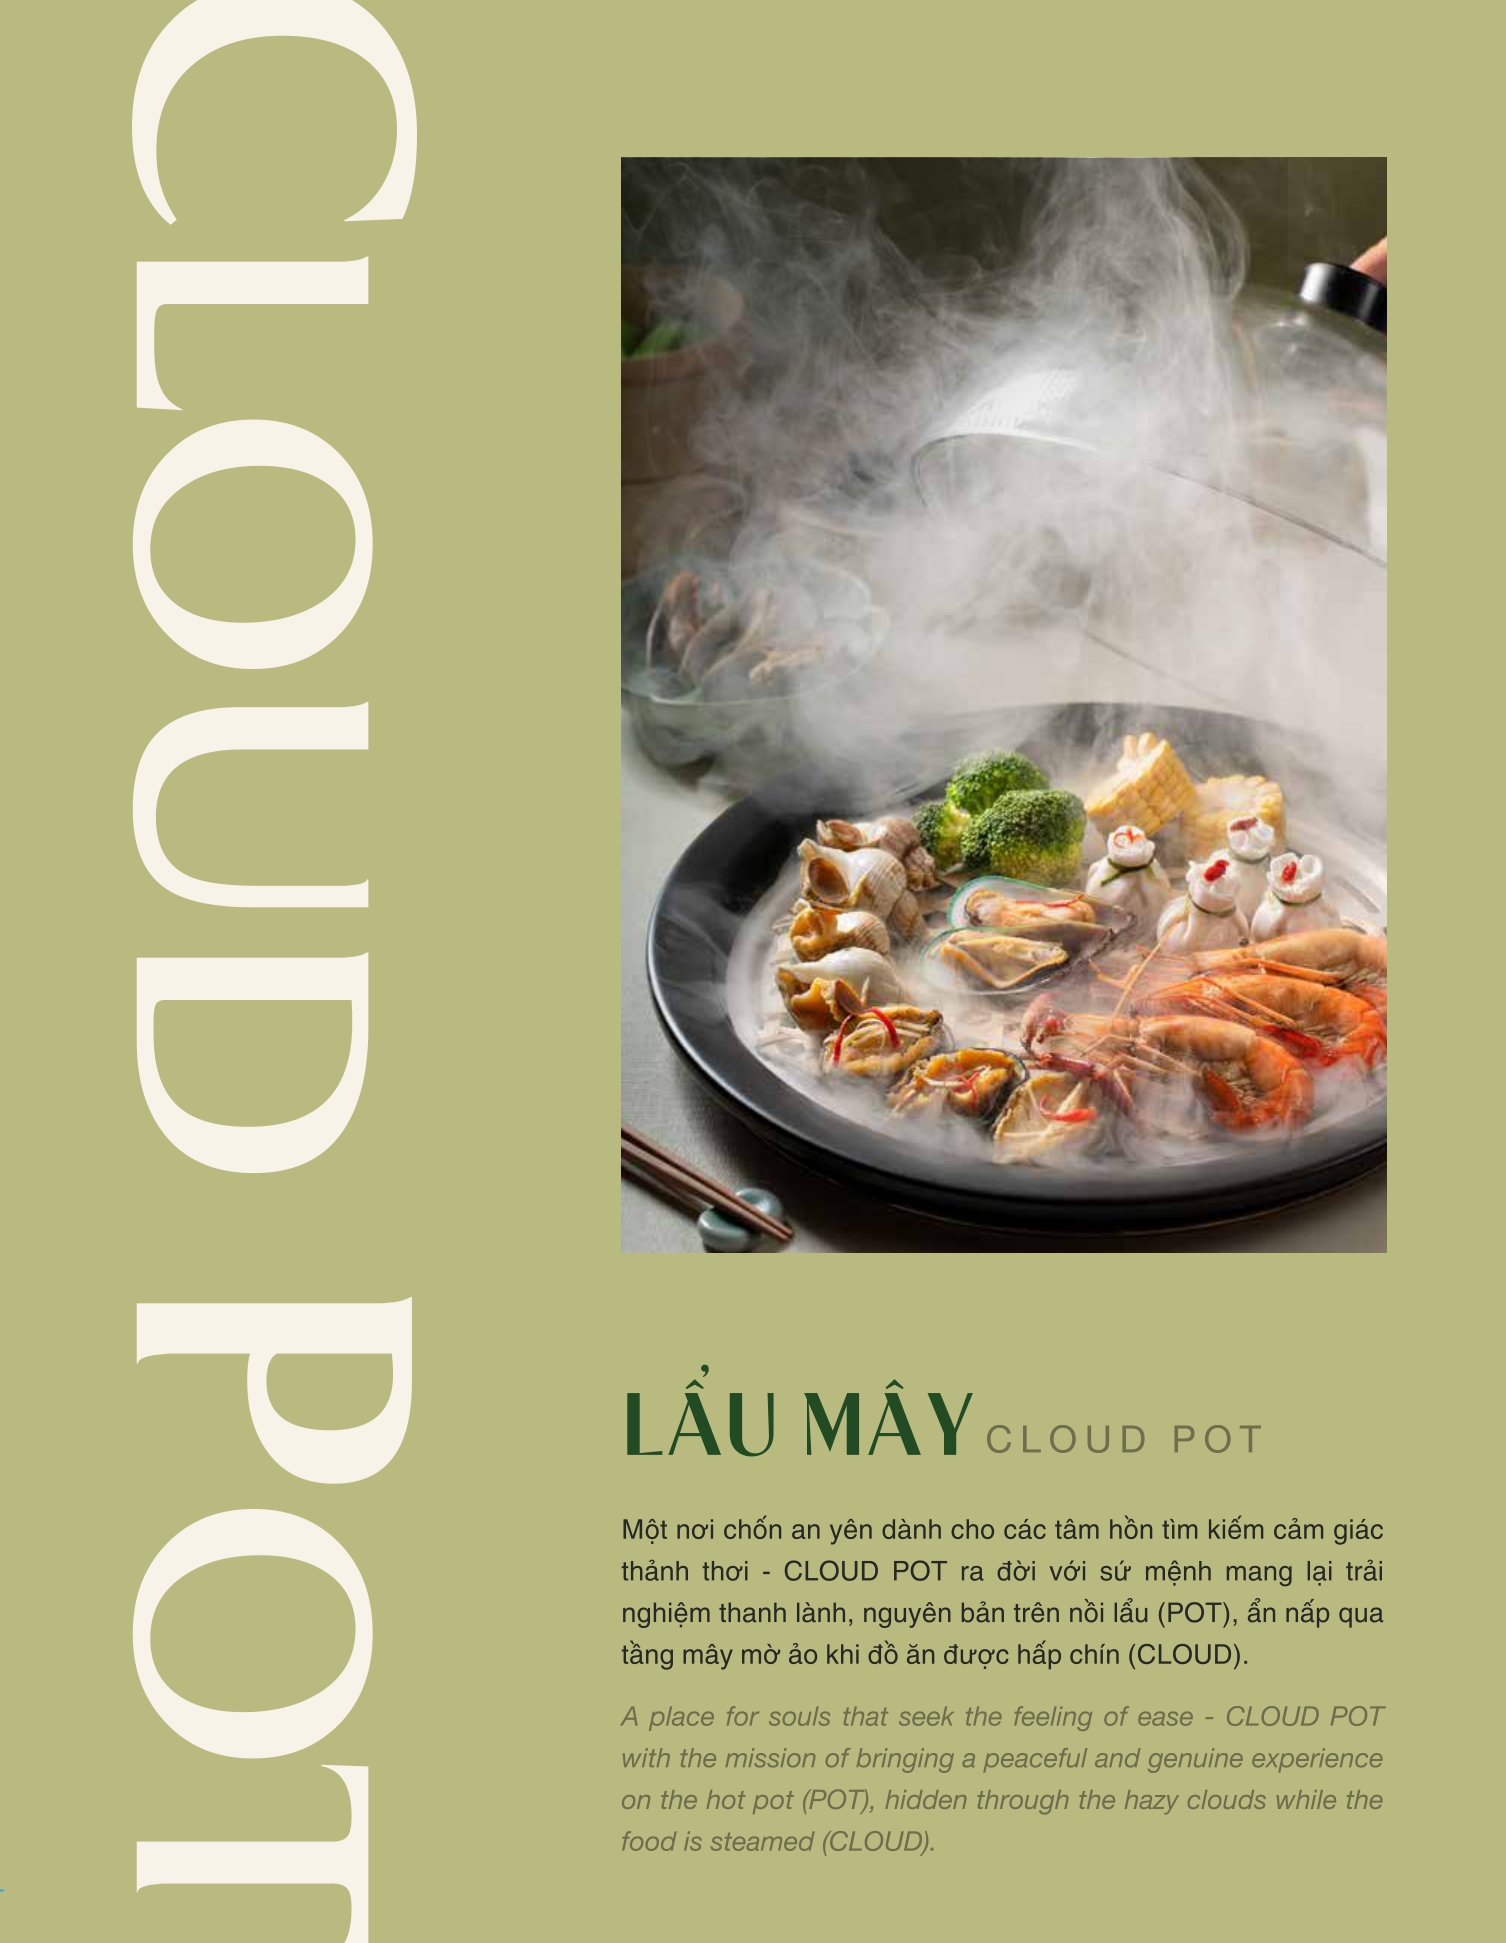 CLOUD POT
LẨU MÂY CLOUD POT
Một nơi chốn an yên dành cho các tâm hồn tìm kiếm cảm giác
thảnh thơi - CLOUD POT ra đời với sứ mệnh mang lại trải
nghiệm thanh lành, nguyên bản trên nồi lẩu (POT), ẩn nấp qua
tầng mây mờ ảo khi đồ ăn được hấp chín (CLOUD).
A place for souls that seek the feeling of ease - CLOUD POT
with the mission of bringing a peaceful and genuine experience
on the hot pot (POT), hidden through the hazy clouds while the
food is steamed (CLOUD).